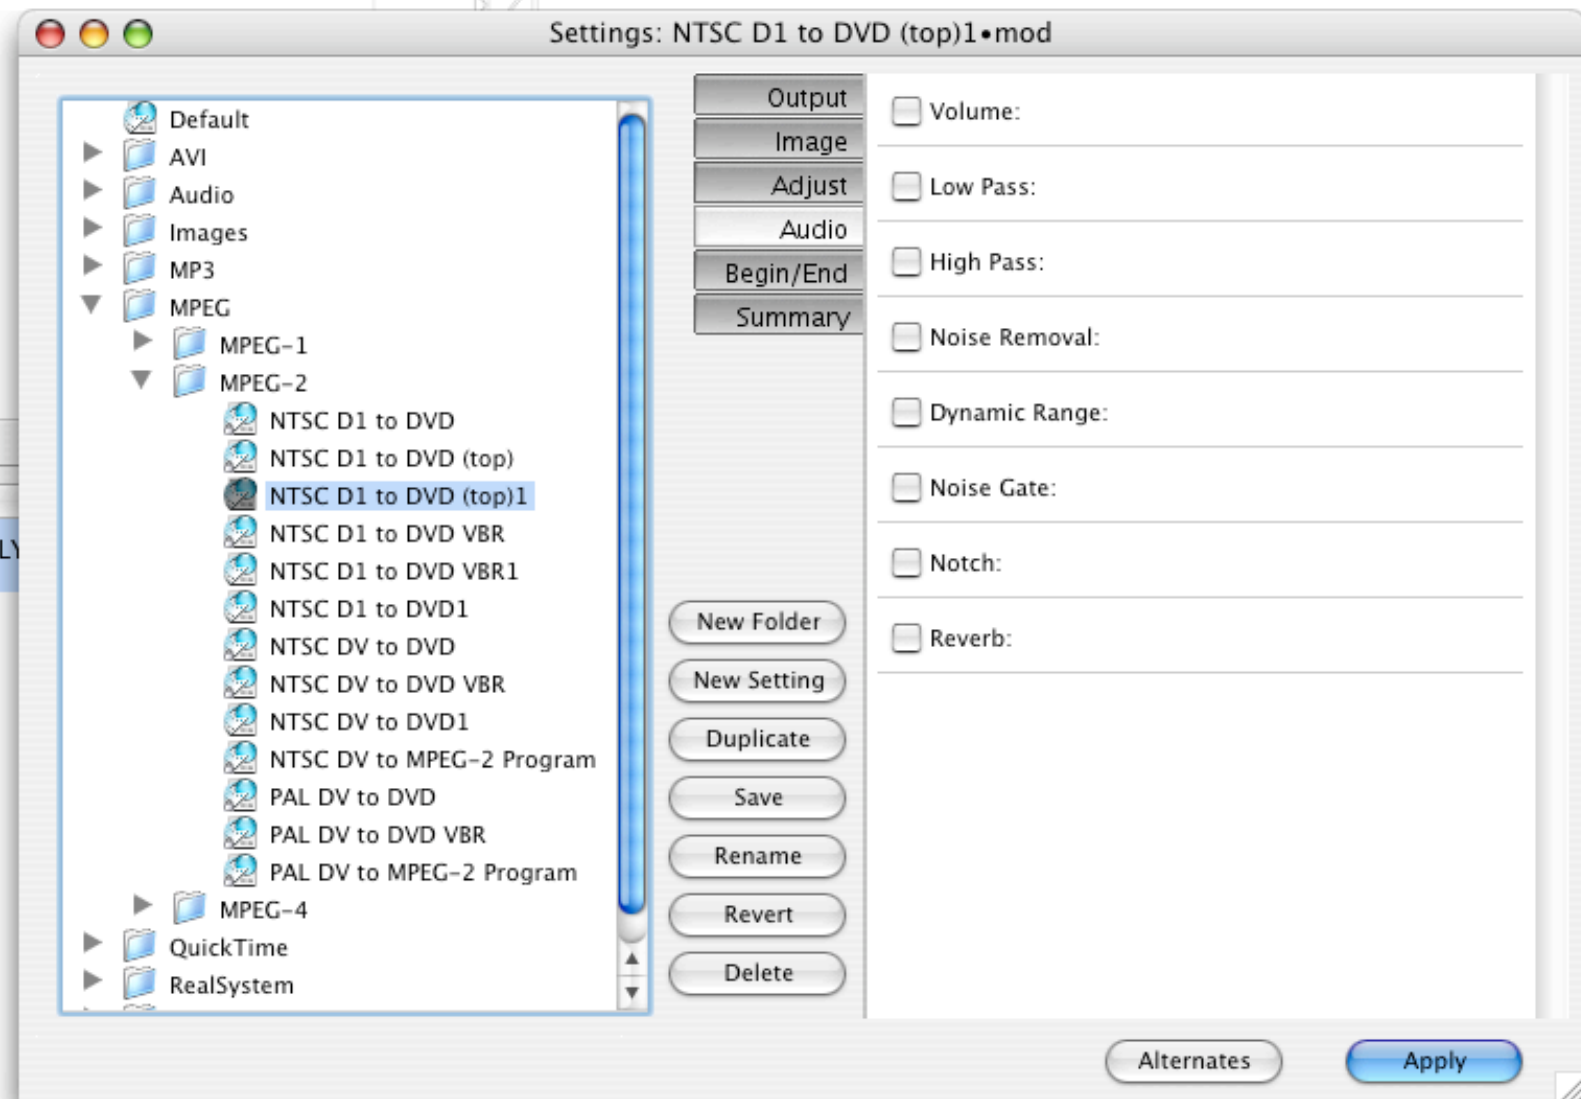 Settings: NTSC D1 to DVD (top)1•mod
Default
AVI
Audio
Images
MP3
MPEG
MPEG-1
MPEG-2
NTSC D1 to DVD
NTSC D1 to DVD (top)
NTSC D1 to DVD (top)1
NTSC D1 to DVD VBR
NTSC D1 to DVD VBR1
NTSC D1 to DVD1
NTSC DV to DVD
NTSC DV to DVD VBR
NTSC DV to DVD1
NTSC DV to MPEG-2 Program
PAL DV to DVD
PAL DV to DVD VBR
PAL DV to MPEG-2 Program
MPEG-4
QuickTime
RealSystem
Output
Image
Adjust
Audio
Begin/End
Summary
New Folder
New Setting
Duplicate
Save
Rename
Revert
Delete
Volume:
Low Pass:
High Pass:
Noise Removal:
Dynamic Range:
Noise Gate:
Notch:
Reverb:
Alternates
Apply